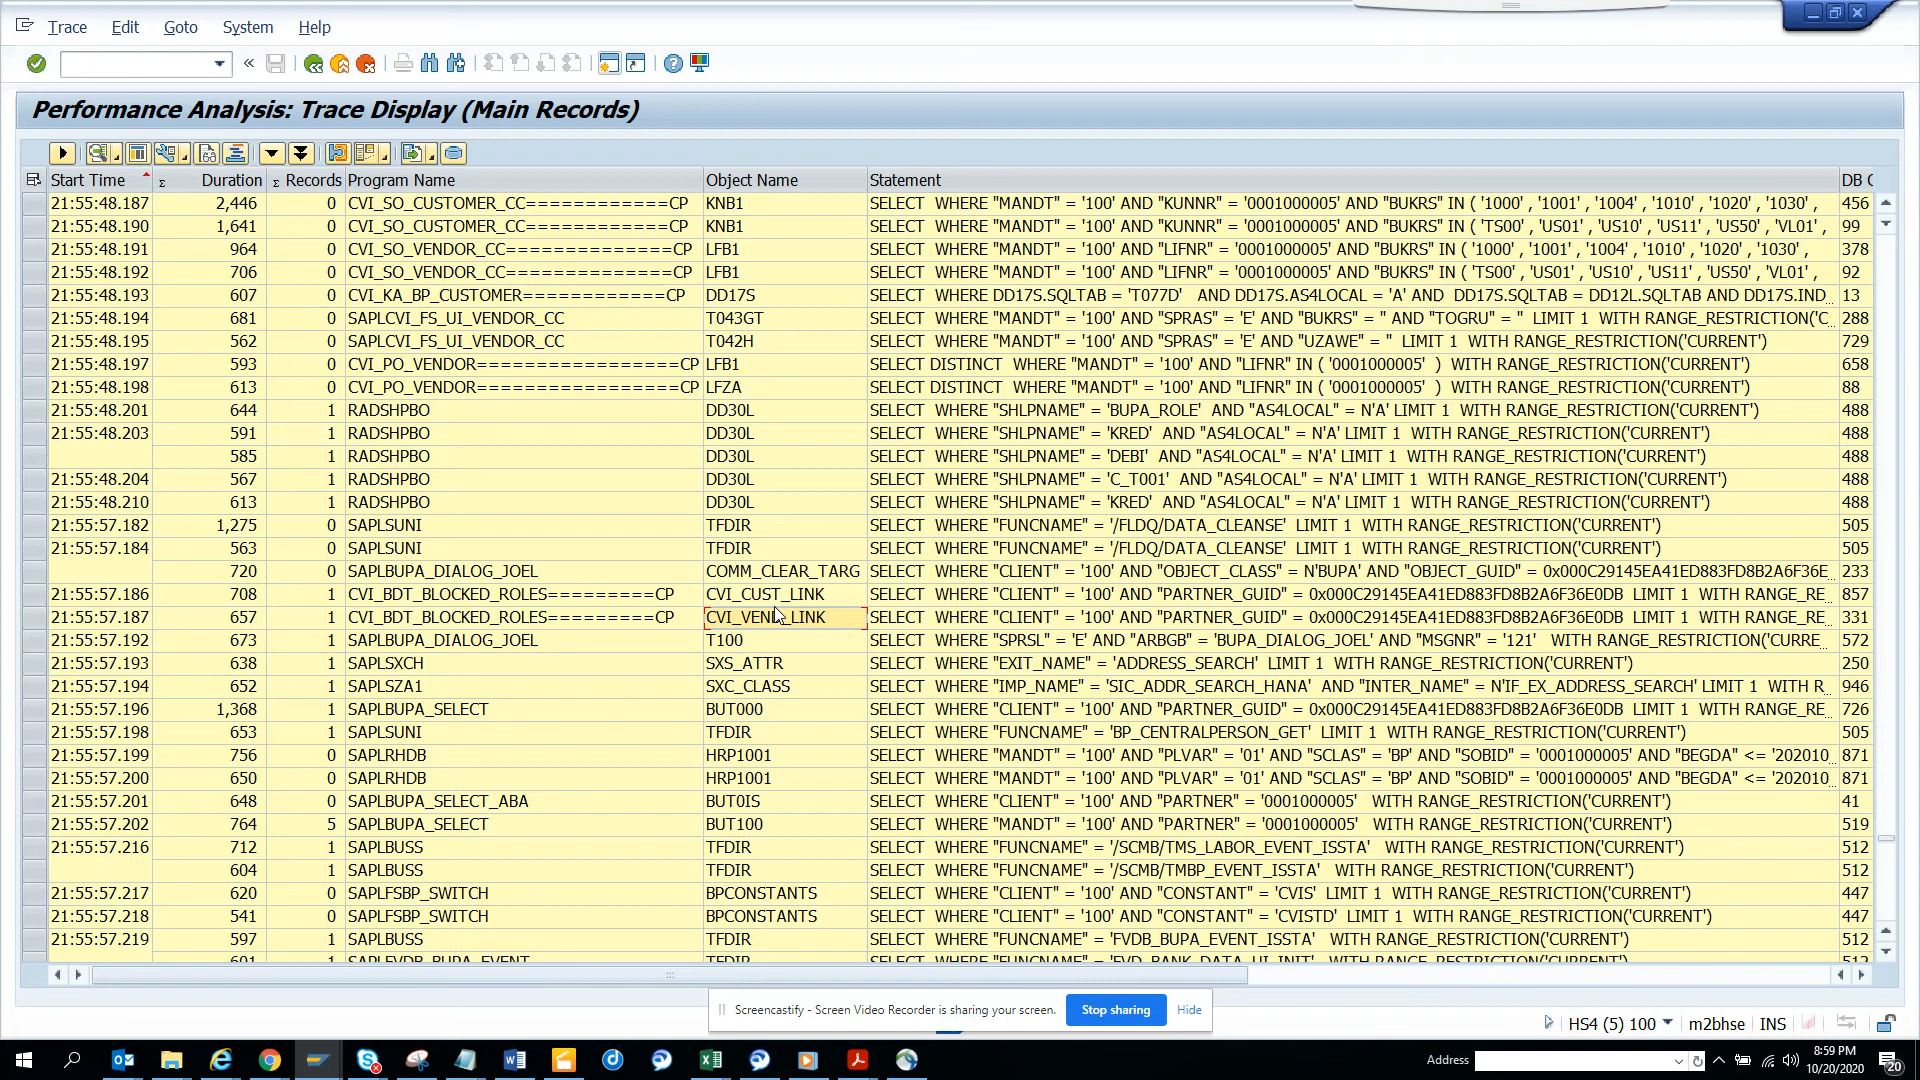 Trace Edit Goto System Help
«
Performance Analysis: Trace Display (Main Records)
Start Time Σ Duration Σ Records Program Name Object Name Statement DB C
21:55:48.187 2,446 0 CVI_SO_CUSTOMER_CC============CP KNB1 SELECT WHERE "MANDT" = '100' AND "KUNNR" = '0001000005' AND "BUKRS" IN ( '1000' , '1001' , '1004' , '1010' , '1020' , '1030' , 456
21:55:48.190 1,641 0 CVI_SO_CUSTOMER_CC============CP KNB1 SELECT WHERE "MANDT" = '100' AND "KUNNR" = '0001000005' AND "BUKRS" IN ( 'TS00' , 'US01' , 'US10' , 'US11' , 'US50' , 'VL01' , 99
21:55:48.191 964 0 CVI_SO_VENDOR_CC==============CP LFB1 SELECT WHERE "MANDT" = '100' AND "LIFNR" = '0001000005' AND "BUKRS" IN ( '1000' , '1001' , '1004' , '1010' , '1020' , '1030' , 378
21:55:48.192 706 0 CVI_SO_VENDOR_CC==============CP LFB1 SELECT WHERE "MANDT" = '100' AND "LIFNR" = '0001000005' AND "BUKRS" IN ( 'TS00' , 'US01' , 'US10' , 'US11' , 'US50' , 'VL01' , 92
21:55:48.193 607 0 CVI_KA_BP_CUSTOMER============CP DD17S SELECT WHERE DD17S.SQLTAB = 'T077D' AND DD17S.AS4LOCAL = 'A' AND DD17S.SQLTAB = DD12L.SQLTAB AND DD17S.IND... 13
21:55:48.194 681 0 SAPLCVI_FS_UI_VENDOR_CC T043GT SELECT WHERE "MANDT" = '100' AND "SPRAS" = 'E' AND "BUKRS" = '' AND "TOGRU" = '' LIMIT 1 WITH RANGE_RESTRICTION('C... 288
21:55:48.195 562 0 SAPLCVI_FS_UI_VENDOR_CC T042H SELECT WHERE "MANDT" = '100' AND "SPRAS" = 'E' AND "UZAWE" = '' LIMIT 1 WITH RANGE_RESTRICTION('CURRENT') 729
21:55:48.197 593 0 CVI_PO_VENDOR=================CP LFB1 SELECT DISTINCT WHERE "MANDT" = '100' AND "LIFNR" IN ( '0001000005' ) WITH RANGE_RESTRICTION('CURRENT') 658
21:55:48.198 613 0 CVI_PO_VENDOR=================CP LFZA SELECT DISTINCT WHERE "MANDT" = '100' AND "LIFNR" IN ( '0001000005' ) WITH RANGE_RESTRICTION('CURRENT') 88
21:55:48.201 644 1 RADSHPBO DD30L SELECT WHERE "SHLPNAME" = 'BUPA_ROLE' AND "AS4LOCAL" = N'A' LIMIT 1 WITH RANGE_RESTRICTION('CURRENT') 488
21:55:48.203 591 1 RADSHPBO DD30L SELECT WHERE "SHLPNAME" = 'KRED' AND "AS4LOCAL" = N'A' LIMIT 1 WITH RANGE_RESTRICTION('CURRENT') 488
585 1 RADSHPBO DD30L SELECT WHERE "SHLPNAME" = 'DEBI' AND "AS4LOCAL" = N'A' LIMIT 1 WITH RANGE_RESTRICTION('CURRENT') 488
21:55:48.204 567 1 RADSHPBO DD30L SELECT WHERE "SHLPNAME" = 'C_T001' AND "AS4LOCAL" = N'A' LIMIT 1 WITH RANGE_RESTRICTION('CURRENT') 488
21:55:48.210 613 1 RADSHPBO DD30L SELECT WHERE "SHLPNAME" = 'KRED' AND "AS4LOCAL" = N'A' LIMIT 1 WITH RANGE_RESTRICTION('CURRENT') 488
21:55:57.182 1,275 0 SAPLSUNI TFDIR SELECT WHERE "FUNCNAME" = '/FLDQ/DATA_CLEANSE' LIMIT 1 WITH RANGE_RESTRICTION('CURRENT') 505
21:55:57.184 563 0 SAPLSUNI TFDIR SELECT WHERE "FUNCNAME" = '/FLDQ/DATA_CLEANSE' LIMIT 1 WITH RANGE_RESTRICTION('CURRENT') 505
720 0 SAPLBUPA_DIALOG_JOEL COMM_CLEAR_TARG SELECT WHERE "CLIENT" = '100' AND "OBJECT_CLASS" = N'BUPA' AND "OBJECT_GUID" = 0x000C29145EA41ED883FD8B2A6F36E... 233
21:55:57.186 708 1 CVI_BDT_BLOCKED_ROLES=========CP CVI_CUST_LINK SELECT WHERE "CLIENT" = '100' AND "PARTNER_GUID" = 0x000C29145EA41ED883FD8B2A6F36E0DB LIMIT 1 WITH RANGE_RE... 857
21:55:57.187 657 1 CVI_BDT_BLOCKED_ROLES=========CP CVI_VEND_LINK SELECT WHERE "CLIENT" = '100' AND "PARTNER_GUID" = 0x000C29145EA41ED883FD8B2A6F36E0DB LIMIT 1 WITH RANGE_RE... 331
21:55:57.192 673 1 SAPLBUPA_DIALOG_JOEL T100 SELECT WHERE "SPRSL" = 'E' AND "ARBGB" = 'BUPA_DIALOG_JOEL' AND "MSGNR" = '121' WITH RANGE_RESTRICTION('CURRE... 572
21:55:57.193 638 1 SAPLSXCH SXS_ATTR SELECT WHERE "EXIT_NAME" = 'ADDRESS_SEARCH' LIMIT 1 WITH RANGE_RESTRICTION('CURRENT') 250
21:55:57.194 652 1 SAPLSZA1 SXC_CLASS SELECT WHERE "IMP_NAME" = 'SIC_ADDR_SEARCH_HANA' AND "INTER_NAME" = N'IF_EX_ADDRESS_SEARCH' LIMIT 1 WITH R... 946
21:55:57.196 1,368 1 SAPLBUPA_SELECT BUT000 SELECT WHERE "CLIENT" = '100' AND "PARTNER_GUID" = 0x000C29145EA41ED883FD8B2A6F36E0DB LIMIT 1 WITH RANGE_RE... 726
21:55:57.198 653 1 SAPLSUNI TFDIR SELECT WHERE "FUNCNAME" = 'BP_CENTRALPERSON_GET' LIMIT 1 WITH RANGE_RESTRICTION('CURRENT') 505
21:55:57.199 756 0 SAPLRHDB HRP1001 SELECT WHERE "MANDT" = '100' AND "PLVAR" = '01' AND "SCLAS" = 'BP' AND "SOBID" = '0001000005 AND "BEGDA" <= '202010... 871
21:55:57.200 650 0 SAPLRHDB HRP1001 SELECT WHERE "MANDT" = '100' AND "PLVAR" = '01' AND "SCLAS" = 'BP' AND "SOBID" = '0001000005 AND "BEGDA" <= '202010... 871
21:55:57.201 648 0 SAPLBUPA_SELECT_ABA BUT0IS SELECT WHERE "CLIENT" = '100' AND "PARTNER" = '0001000005' WITH RANGE_RESTRICTION('CURRENT') 41
21:55:57.202 764 5 SAPLBUPA_SELECT BUT100 SELECT WHERE "MANDT" = '100' AND "PARTNER" = '0001000005' WITH RANGE_RESTRICTION('CURRENT') 519
21:55:57.216 712 1 SAPLBUSS TFDIR SELECT WHERE "FUNCNAME" = '/SCMB/TMS_LABOR_EVENT_ISSTA' WITH RANGE_RESTRICTION('CURRENT') 512
604 1 SAPLBUSS TFDIR SELECT WHERE "FUNCNAME" = '/SCMB/TMBP_EVENT_ISSTA' WITH RANGE_RESTRICTION('CURRENT') 512
21:55:57.217 620 0 SAPLFSBP_SWITCH BPCONSTANTS SELECT WHERE "CLIENT" = '100' AND "CONSTANT" = 'CVIS' LIMIT 1 WITH RANGE_RESTRICTION('CURRENT') 447
21:55:57.218 541 0 SAPLFSBP_SWITCH BPCONSTANTS SELECT WHERE "CLIENT" = '100' AND "CONSTANT" = 'CVISTD' LIMIT 1 WITH RANGE_RESTRICTION('CURRENT') 447
21:55:57.219 597 1 SAPLBUSS TFDIR SELECT WHERE "FUNCNAME" = 'FVDB_BUPA_EVENT_ISSTA' WITH RANGE_RESTRICTION('CURRENT') 512
601 1 SAPLFVDB_BUPA_EVENT TFDIR SELECT WHERE "FUNCNAME" = 'FVD_BANK_DATA_UI_INIT' WITH RANGE_RESTRICTION('CURRENT') 512
Screencastify - Screen Video Recorder is sharing your screen. Stop sharing Hide
HS4 (5) 100 m2bhse INS
Address 8:59 PM
10/20/2020 20